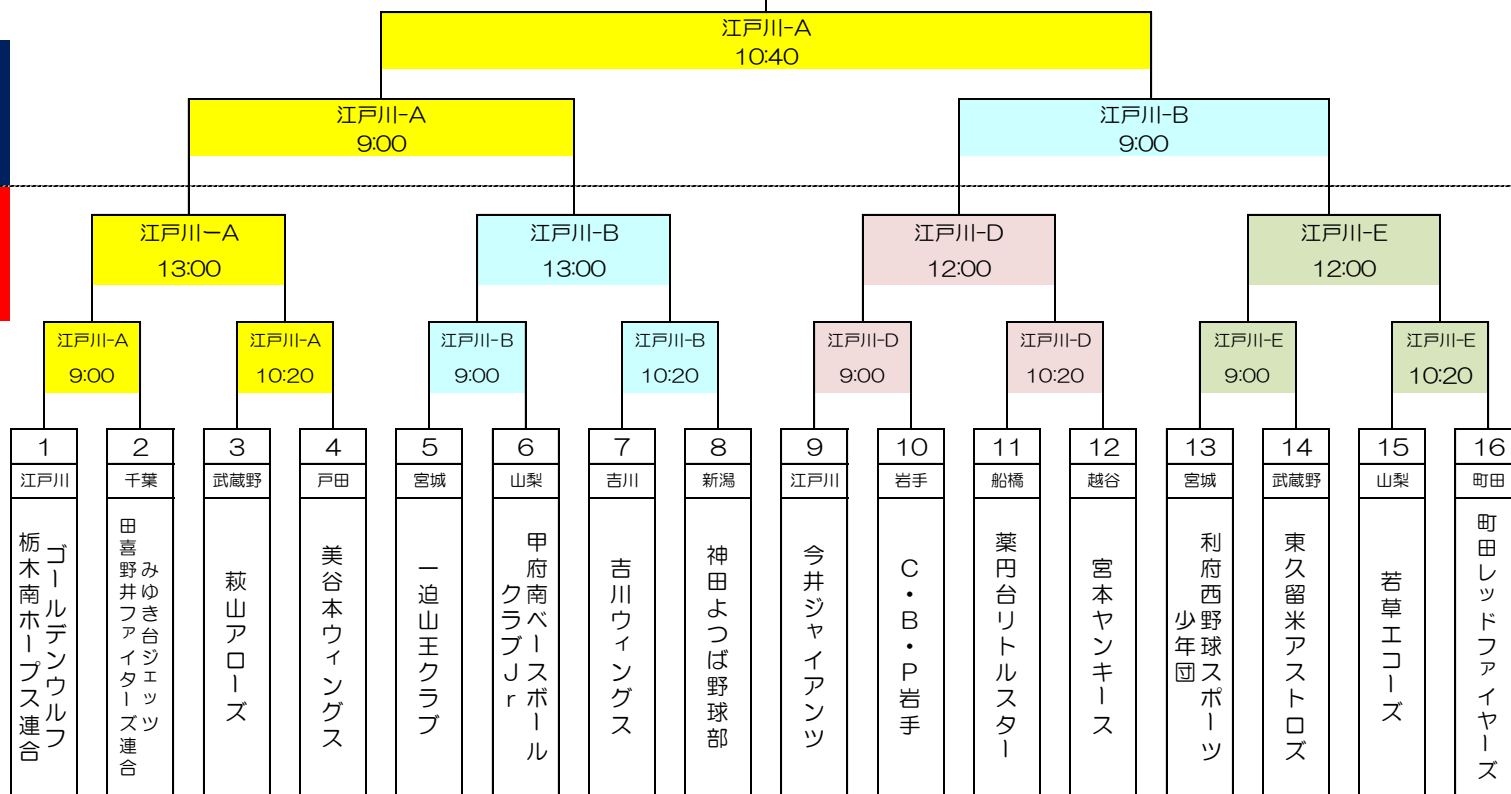 江戸川-A
10:40
江戸川-A
9:00
江戸川-B
9:00
江戸川ーA
13:00
江戸川-B
13:00
江戸川-D
12:00
江戸川-E
12:00
江戸川-A
9:00
江戸川-A
10:20
江戸川-B
9:00
江戸川-B
10:20
江戸川-D
9:00
江戸川-D
10:20
江戸川-E
9:00
江戸川-E
10:20
1
江戸川
ゴールデンウルフ
栃木南ホープス連合
2
千葉
みゆき台ジェッツ
田喜野井ファイターズ連合
3
武蔵野
萩山アローズ
4
戸田
美谷本ウィングス
5
宮城
一迫山王クラブ
6
山梨
甲府南ベースボール
クラブJr
7
吉川
吉川ウィングス
8
新潟
神田よつば野球部
9
江戸川
今井ジャイアンツ
10
岩手
C・B・P岩手
11
船橋
薬円台リトルスター
12
越谷
宮本ヤンキース
13
宮城
利府西野球スポーツ
少年団
14
武蔵野
東久留米アストロズ
15
山梨
若草エコーズ
16
町田
町田レッドファイヤーズ